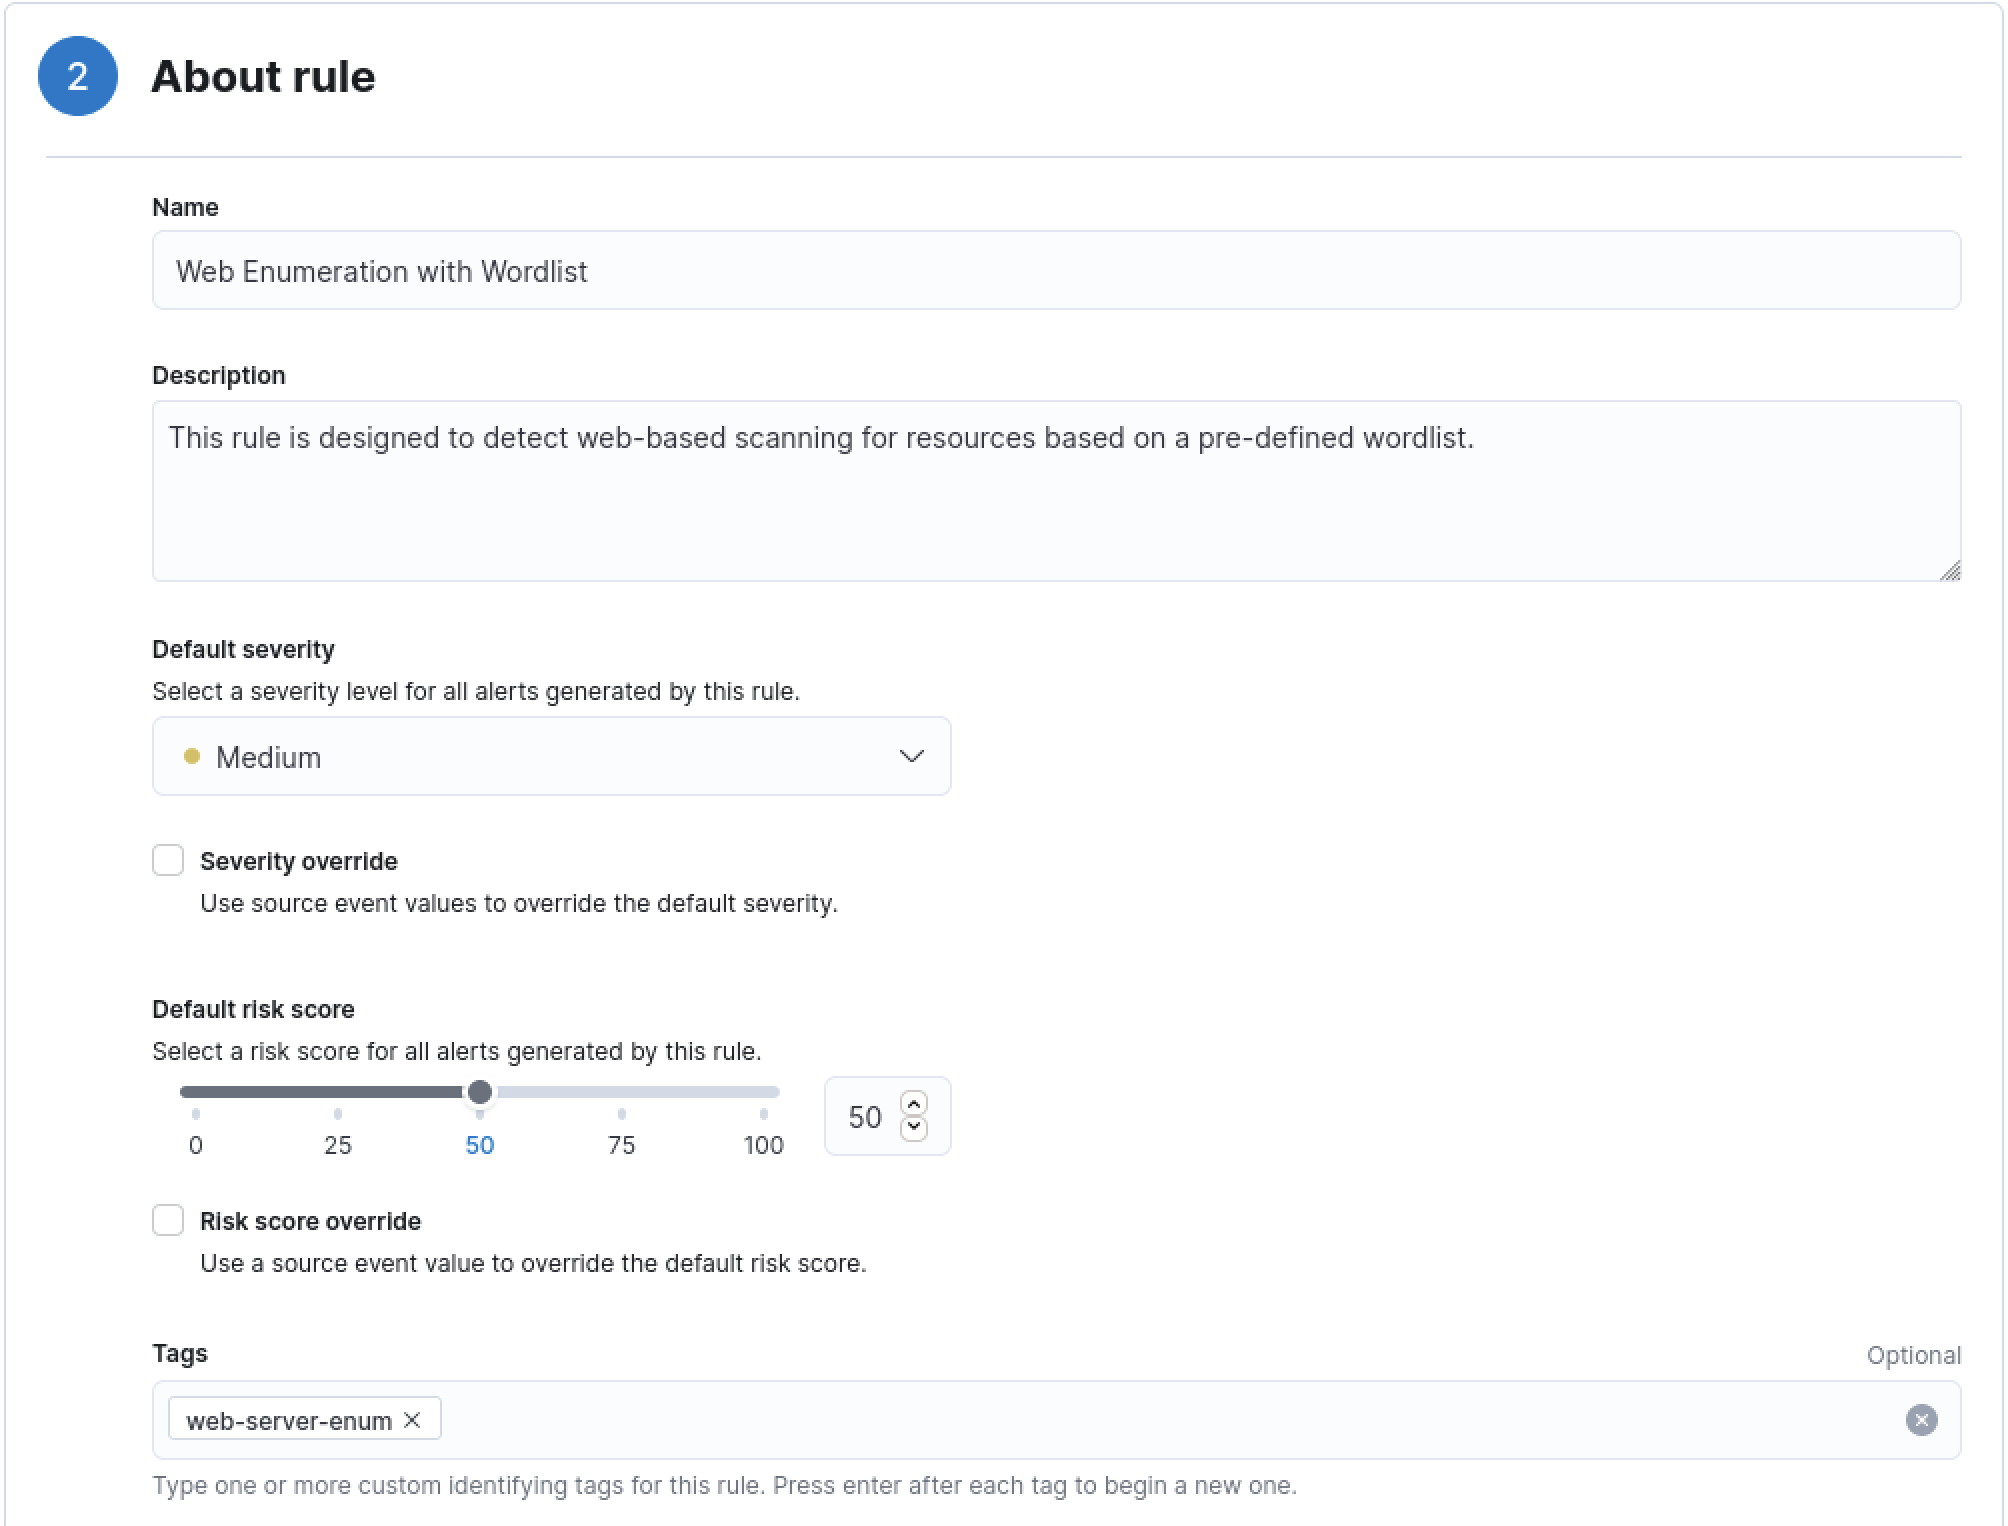 2
About rule
Name
Web Enumeration with Wordlist
Description
This rule is designed to detect web-based scanning for resources based on a pre-defined wordlist.
Default severity
Select a severity level for all alerts generated by this rule.
Medium
Severity override
Use source event values to override the default severity.
Default risk score
Select a risk score for all alerts generated by this rule.
50
0 25 50 75 100
Risk score override
Use a source event value to override the default risk score.
Tags Optional
web-server-enum
Type one or more custom identifying tags for this rule. Press enter after each tag to begin a new one.